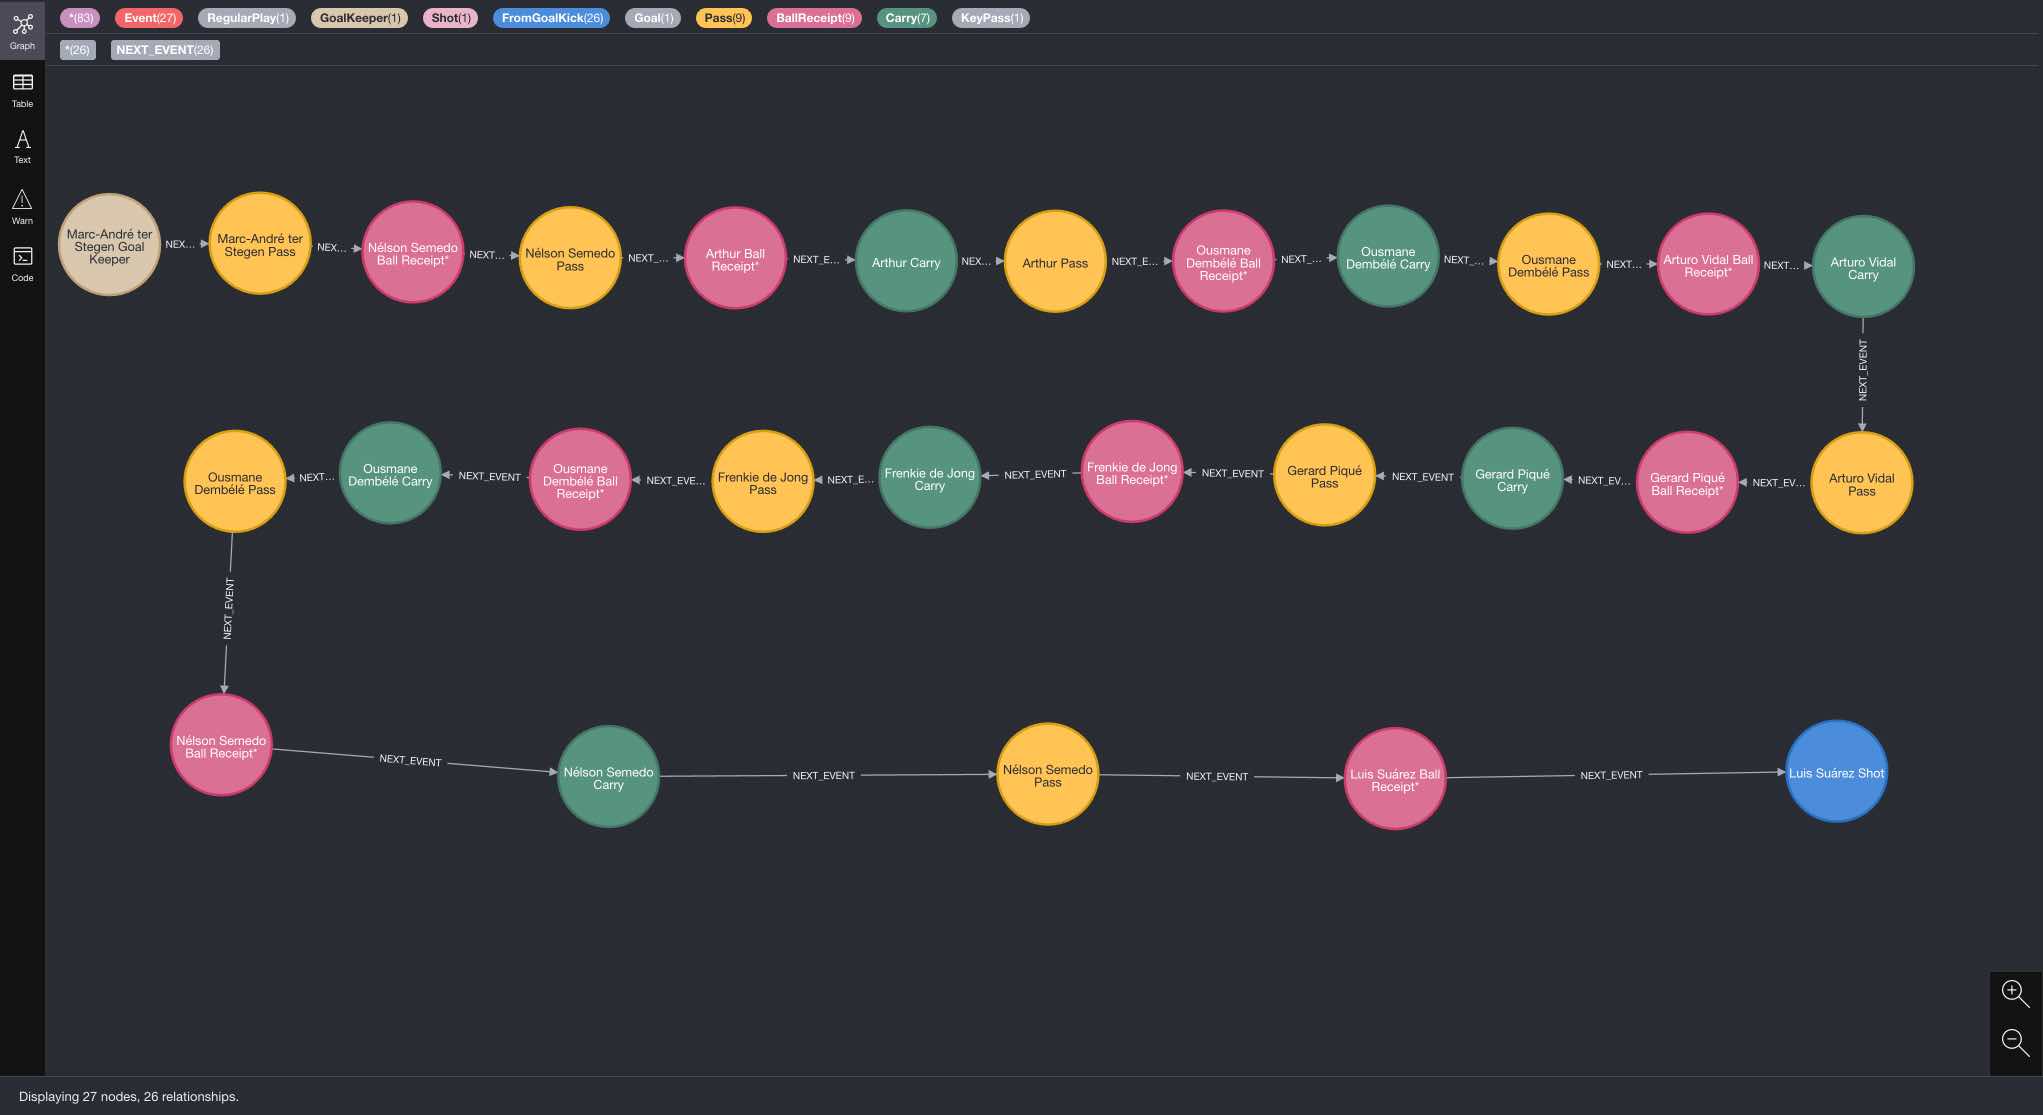 *(83) Event(27) RegularPlay(1) GoalKeeper(1) Shot(1) FromGoalKick(26) Goal(1) Pass(9) BallReceipt(9) Carry(7) KeyPass(1)
*(26) NEXT_EVENT(26)
Graph
Table
Text
Warn
Code
Marc-André ter
Stegen Goal
Keeper
NEX...
Marc-André ter
Stegen Pass
NEX...
Nélson Semedo
Ball Receipt*
NEXT...
Nélson Semedo
Pass
NEXT_...
Arthur Ball
Receipt*
NEXT_E...
Arthur Carry
NEX...
Arthur Pass
NEXT_E...
Ousmane
Dembélé Ball
Receipt*
NEXT_...
Ousmane
Dembélé Carry
NEXT_...
Ousmane
Dembélé Pass
NEXT...
Arturo Vidal Ball
Receipt*
NEXT...
Arturo Vidal
Carry
NEXT_EVENT
Arturo Vidal
Pass
NEXT_EV...
Gerard Piqué
Ball Receipt*
NEXT_EV...
Gerard Piqué
Carry
NEXT_EVENT
Gerard Piqué
Pass
NEXT_EVENT
Frenkie de Jong
Ball Receipt*
NEXT_EVENT
Frenkie de Jong
Carry
NEXT_E...
Frenkie de Jong
Pass
NEXT_EVE...
Ousmane
Dembélé Ball
Receipt*
NEXT_EVENT
Ousmane
Dembélé Carry
NEXT...
Ousmane
Dembélé Pass
NEXT_EVENT
Nélson Semedo
Ball Receipt*
NEXT_EVENT
Nélson Semedo
Carry
NEXT_EVENT
Nélson Semedo
Pass
NEXT_EVENT
Luis Suárez Ball
Receipt*
NEXT_EVENT
Luis Suárez Shot
Displaying 27 nodes, 26 relationships.